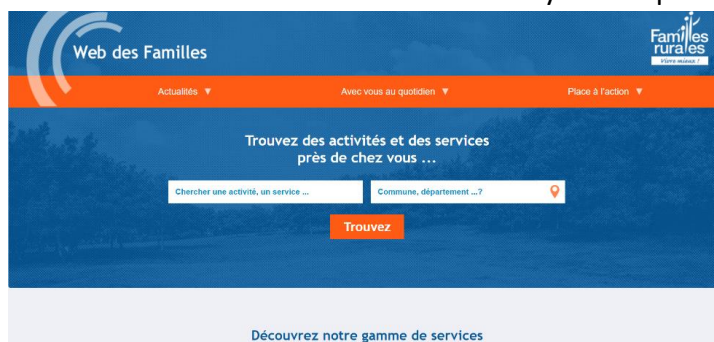 Web des Familles
Familles
rurales
Vivre mieux !
Actualités ▼
Avec vous au quotidien ▼
Place à l'action ▼
Trouvez des activités et des services
près de chez vous ...
Chercher une activité, un service ...
Commune, département ...?
Trouvez
Découvrez notre gamme de services